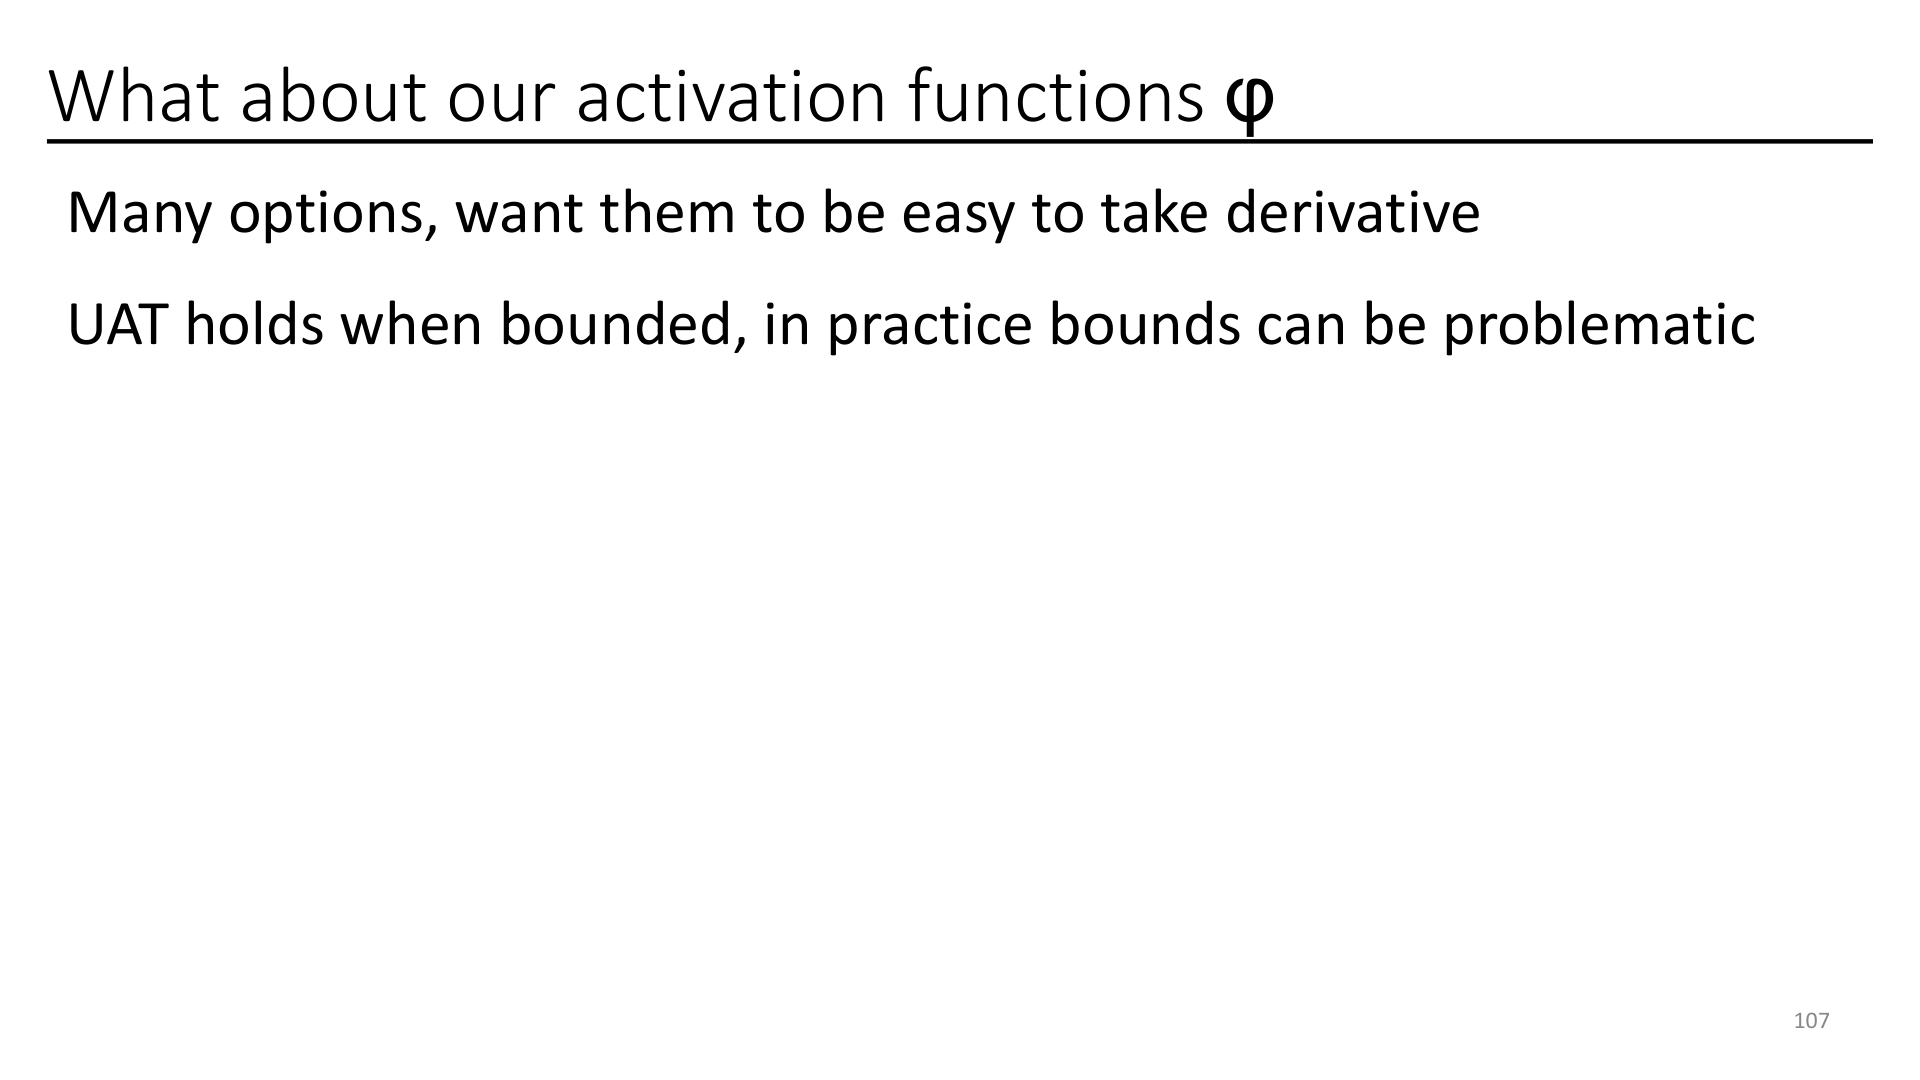 What about our activation functions φ
Many options, want them to be easy to take derivative
UAT holds when bounded, in practice bounds can be problematic
107